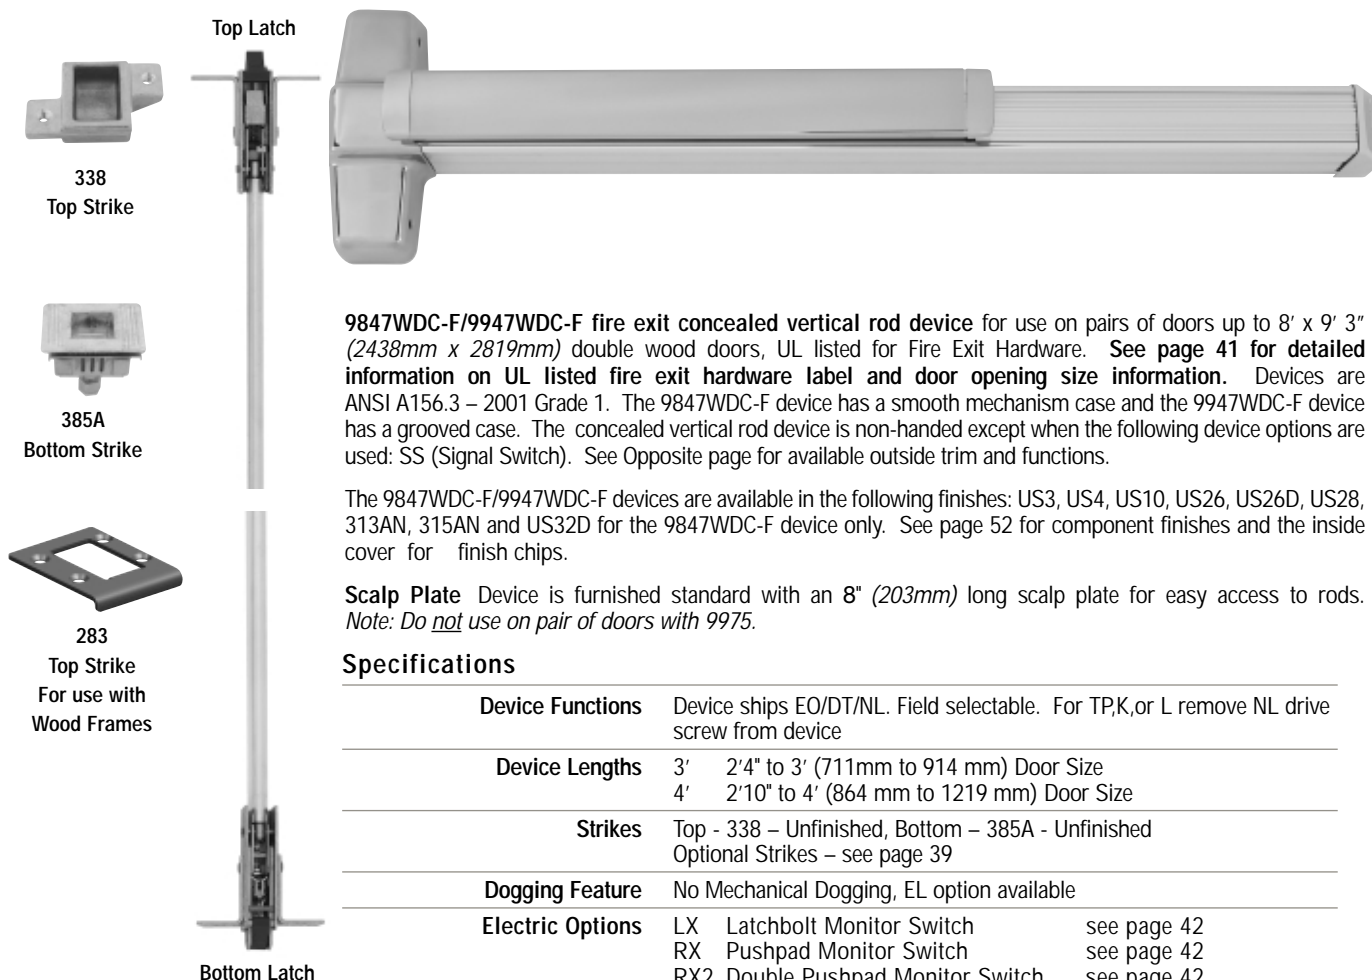 Top Latch
338
Top Strike
385A
Bottom Strike
283
Top Strike
For use with
Wood Frames
Bottom Latch
9847WDC-F/9947WDC-F fire exit concealed vertical rod device for use on pairs of doors up to 8′ x 9′ 3″
(2438mm x 2819mm) double wood doors, UL listed for Fire Exit Hardware. See page 41 for detailed
information on UL listed fire exit hardware label and door opening size information. Devices are
ANSI A156.3 – 2001 Grade 1. The 9847WDC-F device has a smooth mechanism case and the 9947WDC-F device
has a grooved case. The concealed vertical rod device is non-handed except when the following device options are
used: SS (Signal Switch). See Opposite page for available outside trim and functions.
The 9847WDC-F/9947WDC-F devices are available in the following finishes: US3, US4, US10, US26, US26D, US28,
313AN, 315AN and US32D for the 9847WDC-F device only. See page 52 for component finishes and the inside
cover for finish chips.
Scalp Plate Device is furnished standard with an 8" (203mm) long scalp plate for easy access to rods.
Note: Do not use on pair of doors with 9975.
Specifications
Device Functions Device ships EO/DT/NL. Field selectable. For TP,K,or L remove NL drive
screw from device
Device Lengths 3′ 2′4" to 3′ (711mm to 914 mm) Door Size
4′ 2′10" to 4′ (864 mm to 1219 mm) Door Size
Strikes Top - 338 – Unfinished, Bottom – 385A - Unfinished
Optional Strikes – see page 39
Dogging Feature No Mechanical Dogging, EL option available
Electric Options LX Latchbolt Monitor Switch see page 42
RX Pushpad Monitor Switch see page 42
RX2 Double Pushpad Monitor Switch see page 42